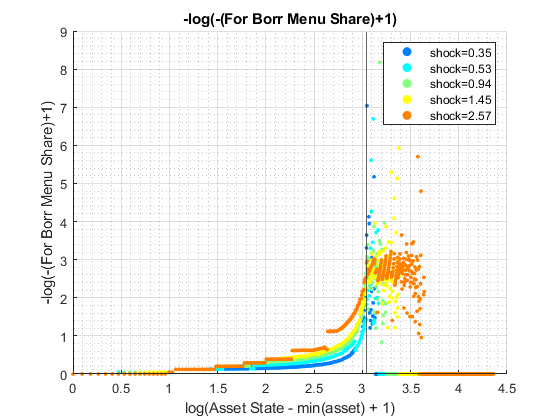 -log(-(For Borr Menu Share)+1)
-log(-(For Borr Menu Share)+1)
9
8
7
6
5
4
3
2
1
0
0
0.5
1
1.5
2
2.5
3
3.5
4
4.5
log(Asset State - min(asset) + 1)
shock=0.35
shock=0.53
shock=0.94
shock=1.45
shock=2.57